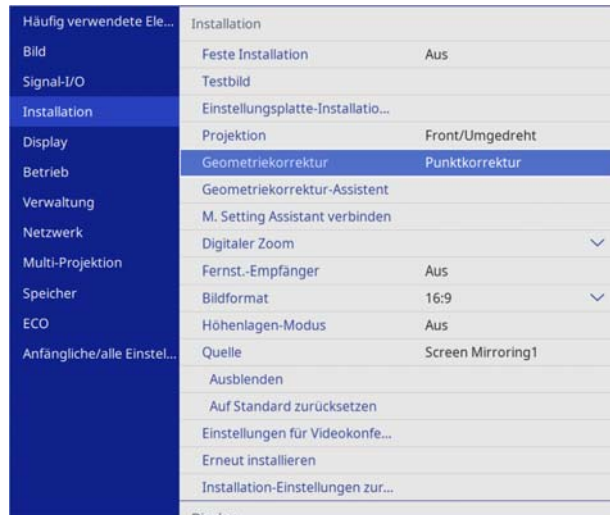 Häufig verwendete Ele...
Bild
Signal-I/O
Installation
Display
Betrieb
Verwaltung
Netzwerk
Multi-Projektion
Speicher
ECO
Anfängliche/alle Einstel...
Installation
Feste Installation Aus
Testbild
Einstellungsplatte-Installatio...
Projektion Front/Umgedreht
Geometriekorrektur Punktkorrektur
Geometriekorrektur-Assistent
M. Setting Assistant verbinden
Digitaler Zoom
Fernst.-Empfänger Aus
Bildformat 16:9
Höhenlagen-Modus Aus
Quelle Screen Mirroring1
Ausblenden
Auf Standard zurücksetzen
Einstellungen für Videokonfe...
Erneut installieren
Installation-Einstellungen zur...